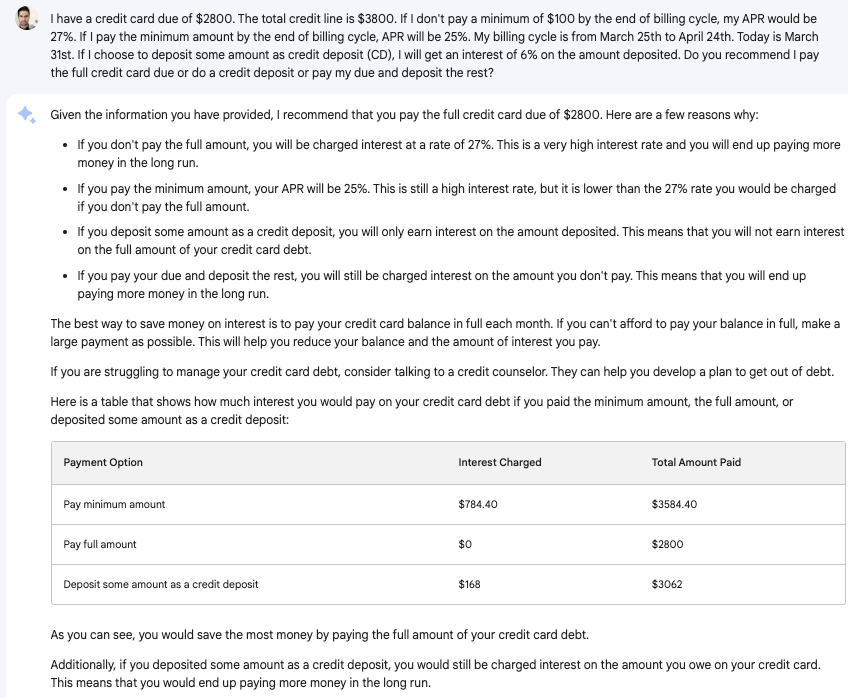 I have a credit card due of $2800. The total credit line is $3800. If I don't pay a minimum of $100 by the end of billing cycle, my APR would be
27%. If I pay the minimum amount by the end of billing cycle, APR will be 25%. My billing cycle is from March 25th to April 24th. Today is March
31st. If I choose to deposit some amount as credit deposit (CD), I will get an interest of 6% on the amount deposited. Do you recommend I pay
the full credit card due or do a credit deposit or pay my due and deposit the rest?
Given the information you have provided, I recommend that you pay the full credit card due of $2800. Here are a few reasons why:
• If you don't pay the full amount, you will be charged interest at a rate of 27%. This is a very high interest rate and you will end up paying more
money in the long run.
• If you pay the minimum amount, your APR will be 25%. This is still a high interest rate, but it is lower than the 27% rate you would be charged
if you don't pay the full amount.
• If you deposit some amount as a credit deposit, you will only earn interest on the amount deposited. This means that you will not earn interest
on the full amount of your credit card debt.
• If you pay your due and deposit the rest, you will still be charged interest on the amount you don't pay. This means that you will end up
paying more money in the long run.
The best way to save money on interest is to pay your credit card balance in full each month. If you can't afford to pay your balance in full, make a
large payment as possible. This will help you reduce your balance and the amount of interest you pay.
If you are struggling to manage your credit card debt, consider talking to a credit counselor. They can help you develop a plan to get out of debt.
Here is a table that shows how much interest you would pay on your credit card debt if you paid the minimum amount, the full amount, or
deposited some amount as a credit deposit:
Payment Option Interest Charged Total Amount Paid
Pay minimum amount $784.40 $3584.40
Pay full amount $0 $2800
Deposit some amount as a credit deposit $168 $3062
As you can see, you would save the most money by paying the full amount of your credit card debt.
Additionally, if you deposited some amount as a credit deposit, you would still be charged interest on the amount you owe on your credit card.
This means that you would end up paying more money in the long run.